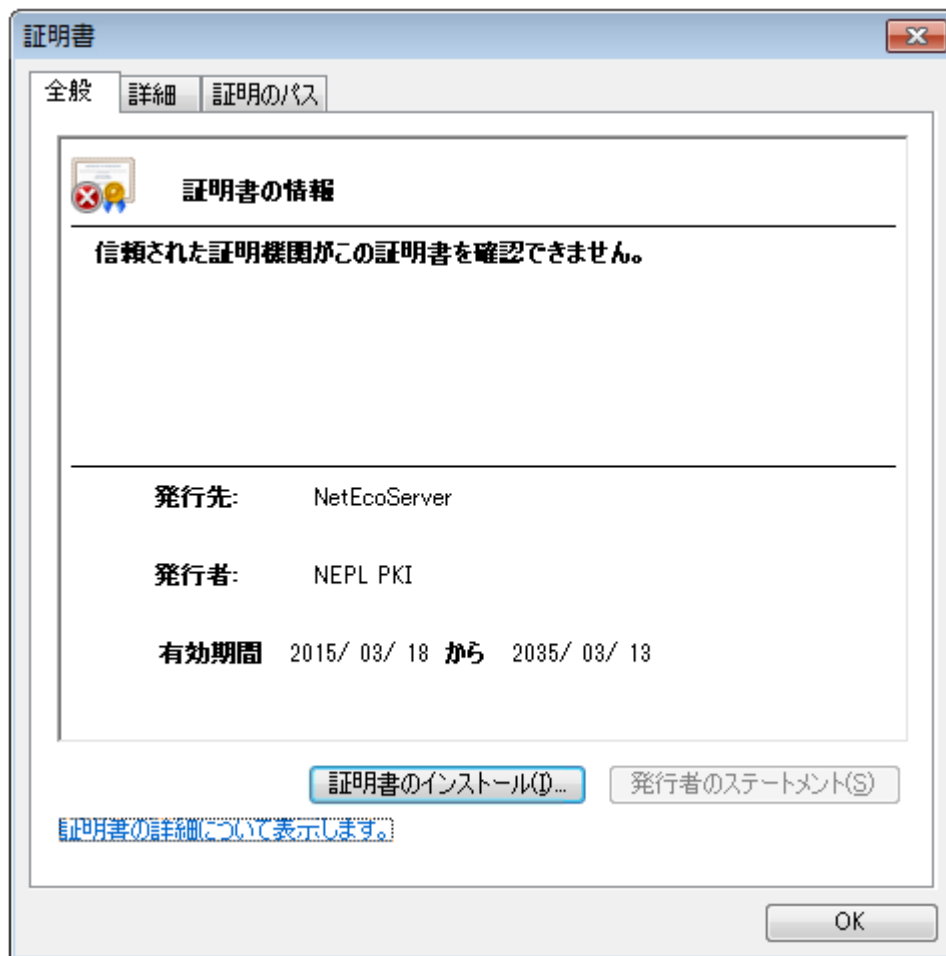 証明書
全般 詳細 証明のパス
証明書の情報
信頼された証明機関がこの証明書を確認できません。
発行先: NetEcoServer
発行者: NEPL PKI
有効期間 2015/ 03/ 18 から 2035/ 03/ 13
証明書のインストール(I)... 発行者のステートメント(S)
証明書の詳細について表示します。
OK